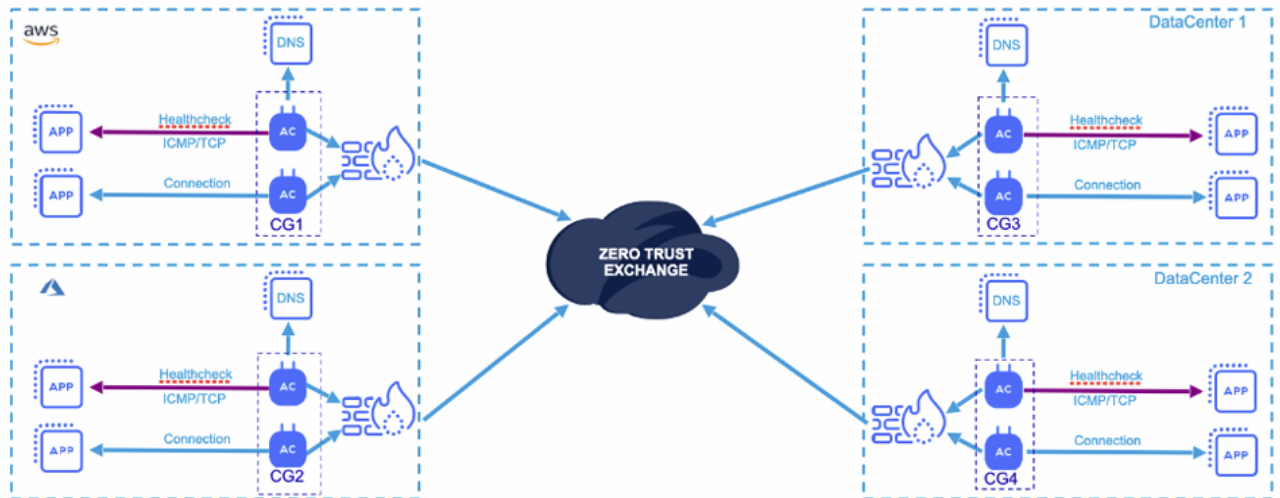 aws
DNS
APP
Healthcheck
ICMP/TCP
AC
APP
Connection
AC
CG1
DataCenter 1
DNS
AC
Healthcheck
ICMP/TCP
APP
AC
Connection
APP
CG3
ZERO TRUST
EXCHANGE
DNS
APP
Healthcheck
ICMP/TCP
AC
APP
Connection
AC
CG2
DataCenter 2
DNS
AC
Healthcheck
ICMP/TCP
APP
AC
Connection
APP
CG4